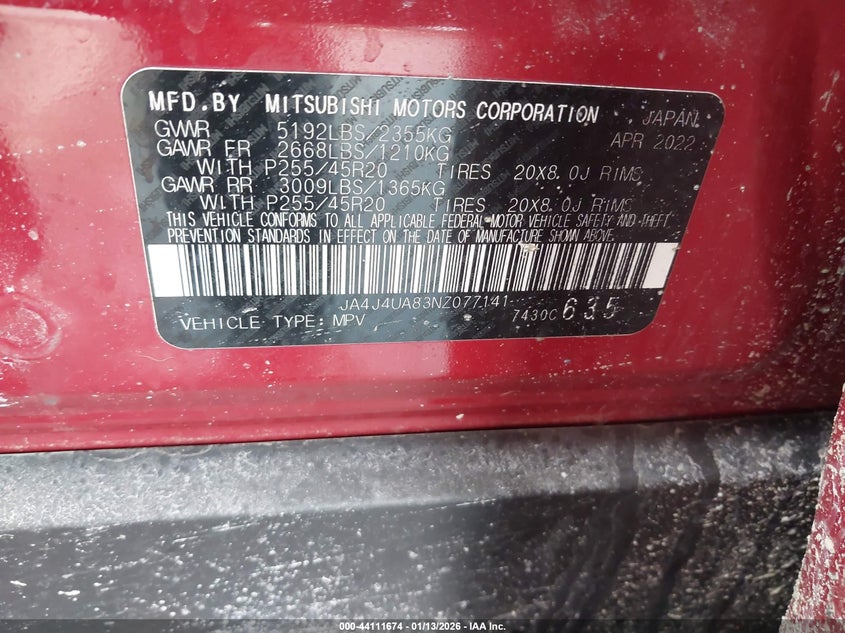 MFD.BY MITSUBISHI MOTORS CORPORATION JAPAN
GWWR 5192LBS/2355KG APR 2022
GAWR FR 2668LBS/1210KG
WITH P255/45R20 TIRES 20X8.0J RIMS
GAWR RR 3009LBS/1365KG
WITH P255/45R20 TIRES 20X8.0J RIMS
THIS VEHICLE CONFORMS TO ALL APPLICABLE FEDERAL MOTOR VEHICLE SAFETY AND THEFT
PREVENTION STANDARDS IN EFFECT ON THE DATE OF MANUFACTURE SHOWN ABOVE.
JA4J4UA83NZ077141
VEHICLE TYPE: MPV 7430C 635
000-44111674 | 01/13/2026 | IAA Inc.